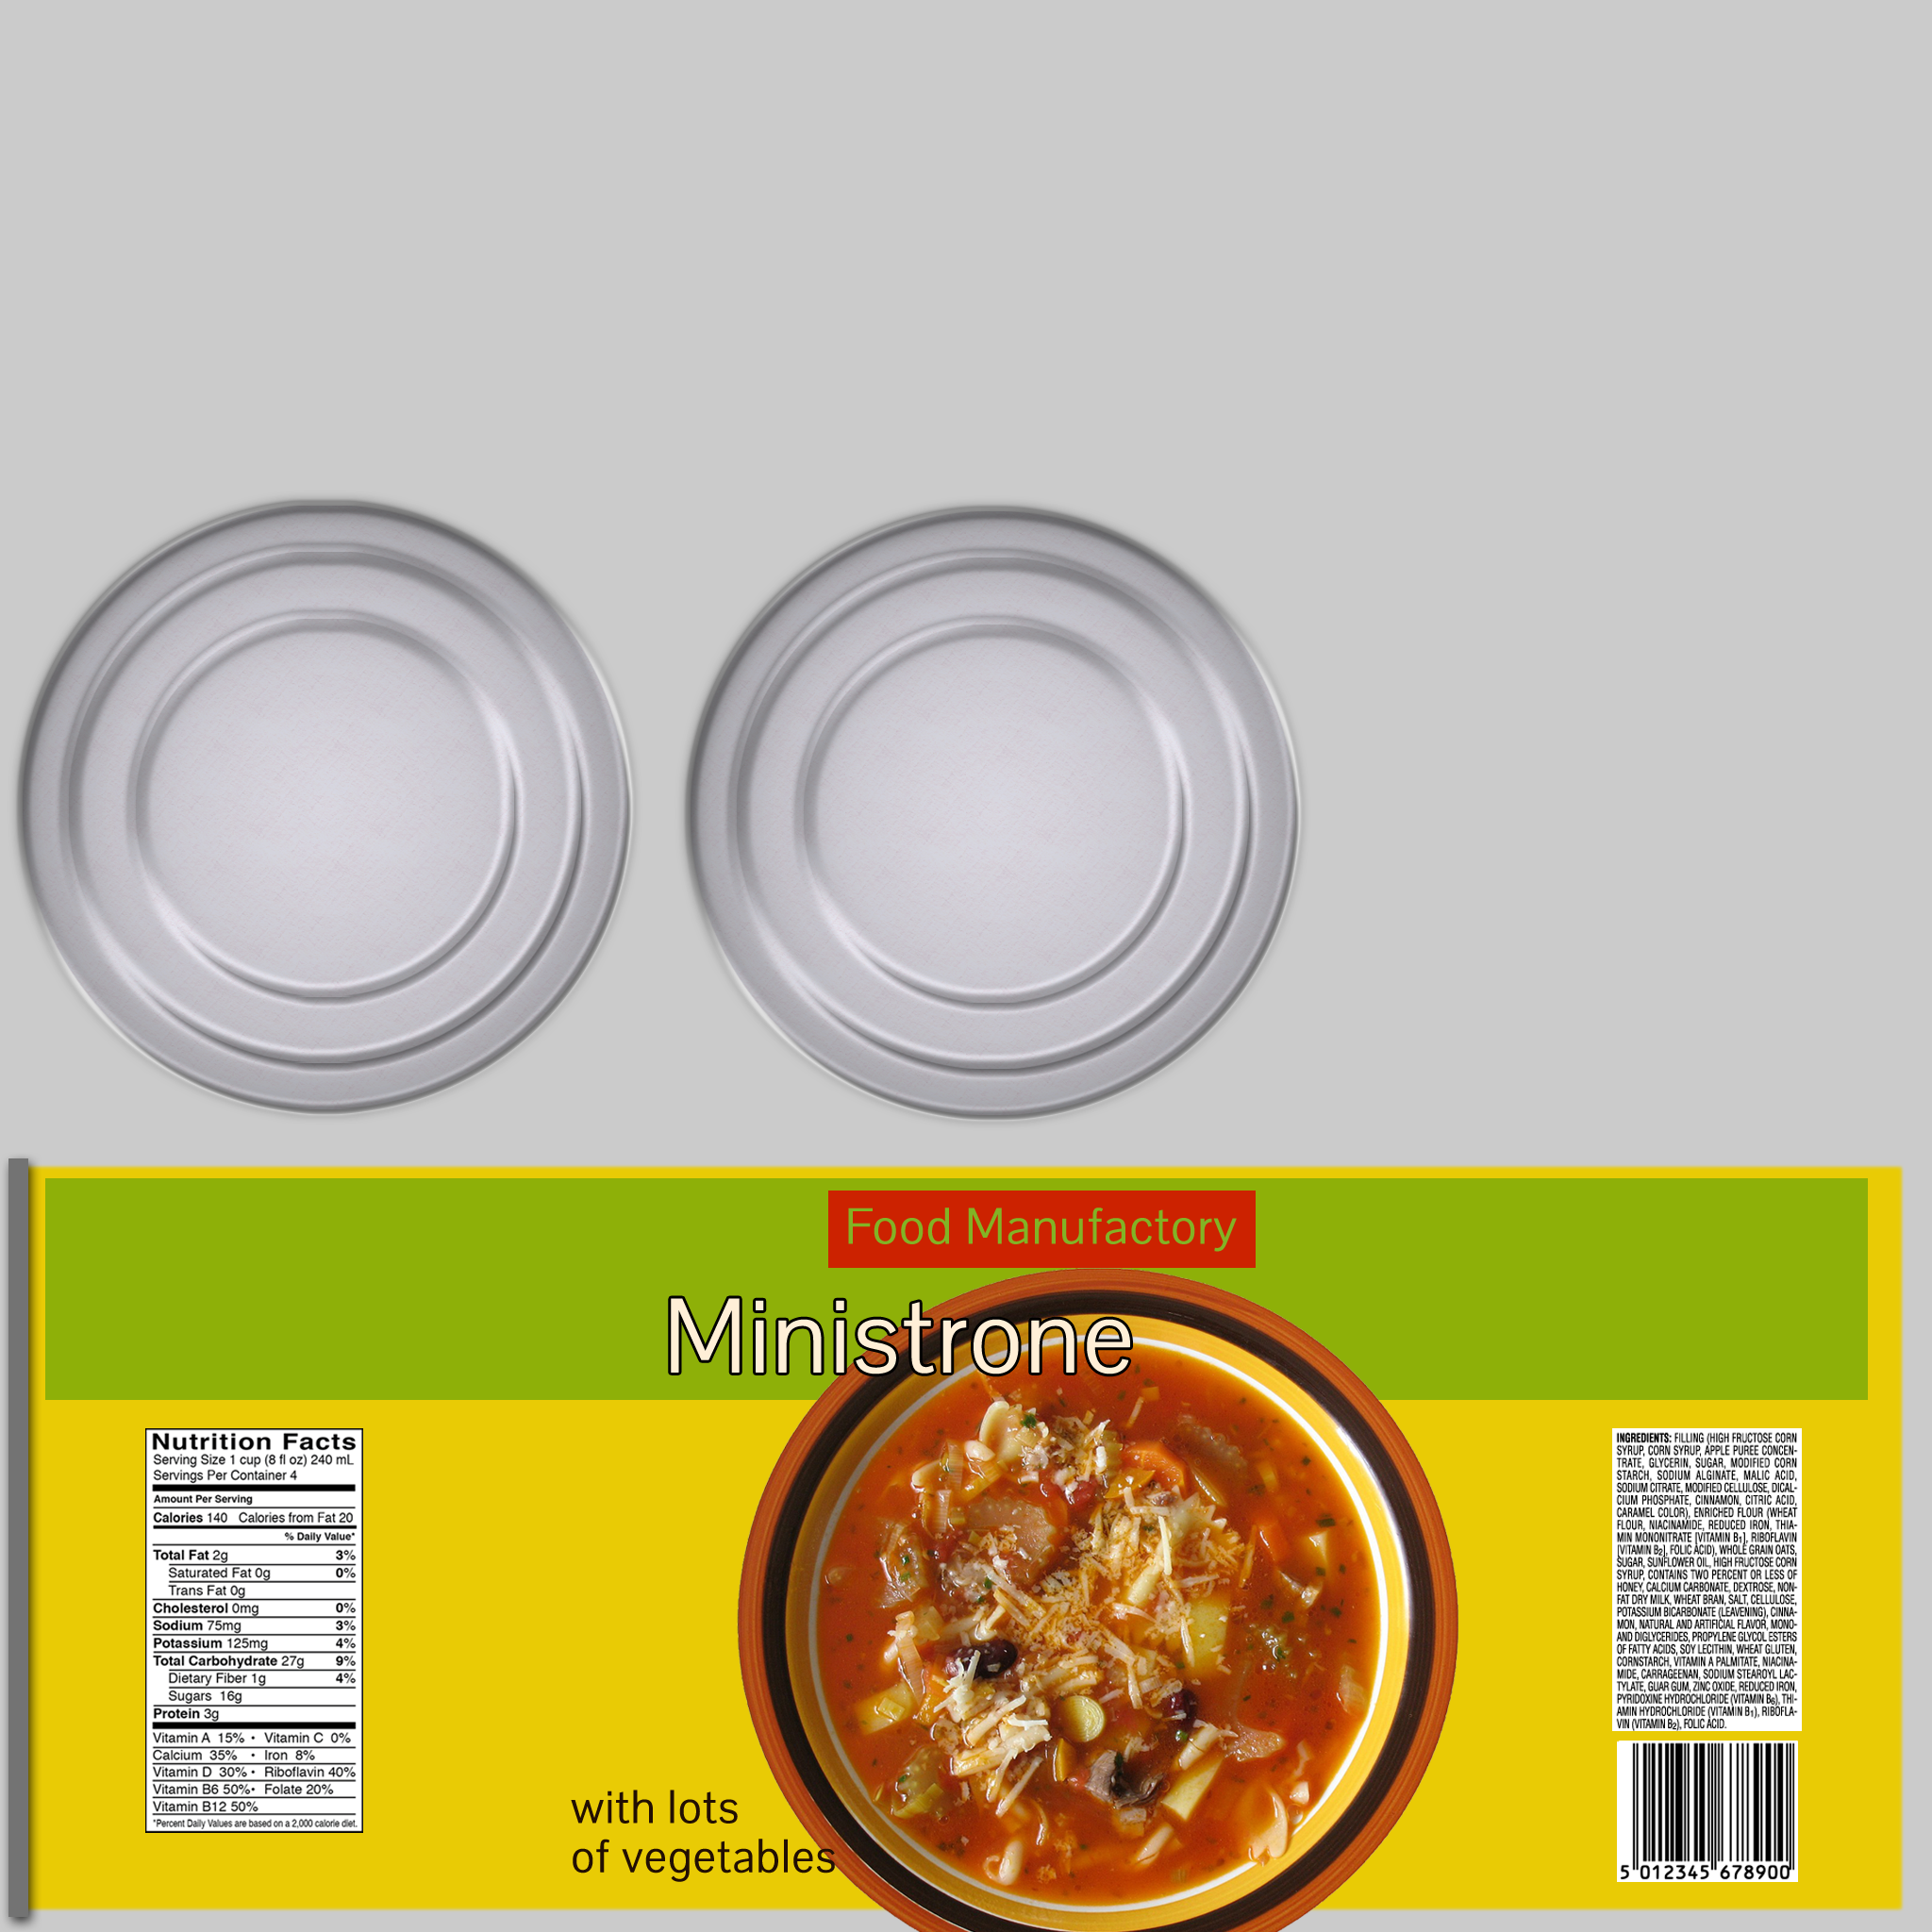 Food Manufactory
Ministrone
Nutrition Facts
Serving Size 1 cup (8 fl oz) 240 mL
Servings Per Container 4
Amount Per Serving
Calories 140 Calories from Fat 20
% Daily Value*
Total Fat 2g 3%
Saturated Fat 0g 0%
Trans Fat 0g
Cholesterol 0mg 0%
Sodium 75mg 3%
Potassium 125mg 4%
Total Carbohydrate 27g 9%
Dietary Fiber 1g 4%
Sugars 16g
Protein 3g
Vitamin A 15% • Vitamin C 0%
Calcium 35% • Iron 8%
Vitamin D 30% • Riboflavin 40%
Vitamin B6 50% • Folate 20%
Vitamin B12 50%
*Percent Daily Values are based on a 2,000 calorie diet.
with lots
of vegetables
INGREDIENTS: FILLING (HIGH FRUCTOSE CORN
SYRUP, CORN SYRUP, APPLE PUREE CONCEN-
TRATE, GLYCERIN, SUGAR, MODIFIED CORN
STARCH, SODIUM ALGINATE, MALIC ACID,
SODIUM CITRATE, MODIFIED CELLULOSE, DICAL-
CIUM PHOSPHATE, CINNAMON, CITRIC ACID,
CARAMEL COLOR), ENRICHED FLOUR (WHEAT
FLOUR, NIACINAMIDE, REDUCED IRON, THIA-
MIN MONONITRATE [VITAMIN B1], RIBOFLAVIN
[VITAMIN B2], FOLIC ACID), WHOLE GRAIN OATS,
SUGAR, SUNFLOWER OIL, HIGH FRUCTOSE CORN
SYRUP, CONTAINS TWO PERCENT OR LESS OF
HONEY, CALCIUM CARBONATE, DEXTROSE, NON-
FAT DRY MILK, WHEAT BRAN, SALT, CELLULOSE,
POTASSIUM BICARBONATE (LEAVENING), CINNA-
MON, NATURAL AND ARTIFICIAL FLAVOR, MONO-
AND DIGLYCERIDES, PROPYLENE GLYCOL ESTERS
OF FATTY ACIDS, SOY LECITHIN, WHEAT GLUTEN,
CORNSTARCH, VITAMIN A PALMITATE, NIACINA-
MIDE, CARRAGEENAN, SODIUM STEAROYL LAC-
TYLATE, GUAR GUM, ZINC OXIDE, REDUCED IRON,
PYRIDOXINE HYDROCHLORIDE (VITAMIN B6), THI-
AMIN HYDROCHLORIDE (VITAMIN B1), RIBOFLA-
VIN (VITAMIN B2), FOLIC ACID.
5 012345 678900